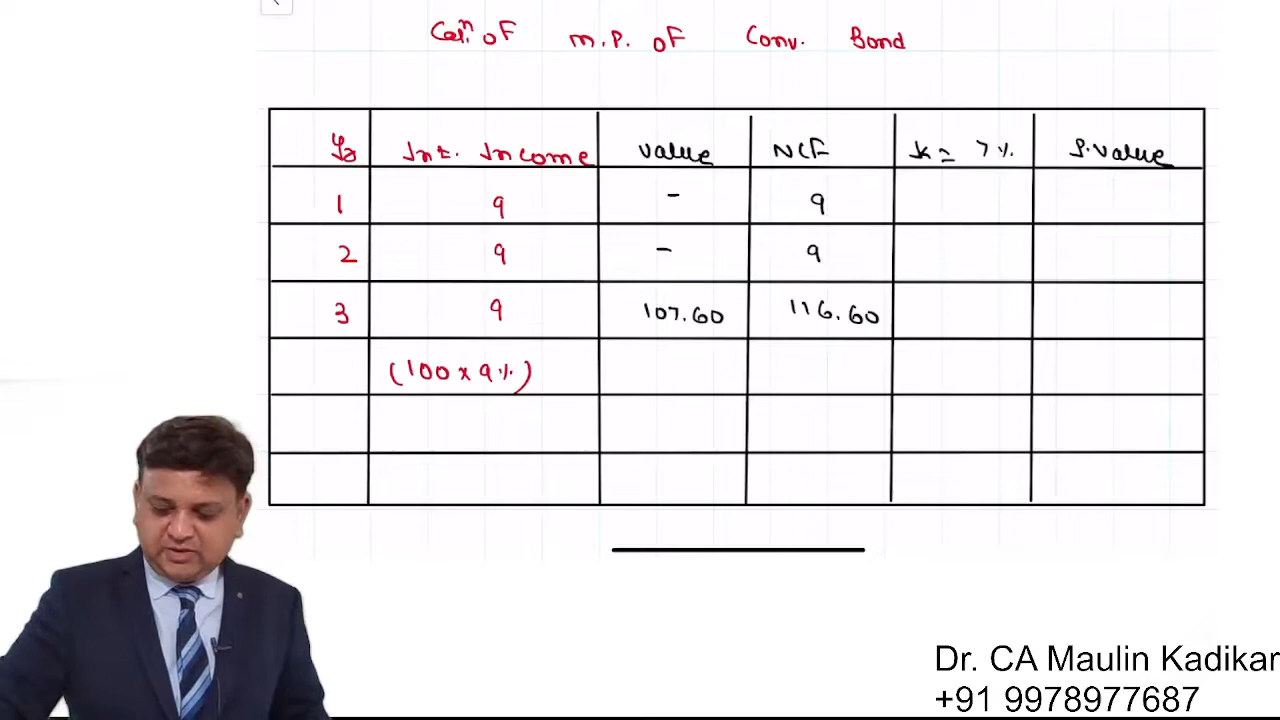 Calⁿ. of M.P. of Conv. Bond
Yr Int. Income Value NCF K = 7% P.Value
1 9 - 9
2 9 - 9
3 9 107.60 116.60
(100 x 9%)
Dr. CA Maulin Kadikar
+91 9978977687